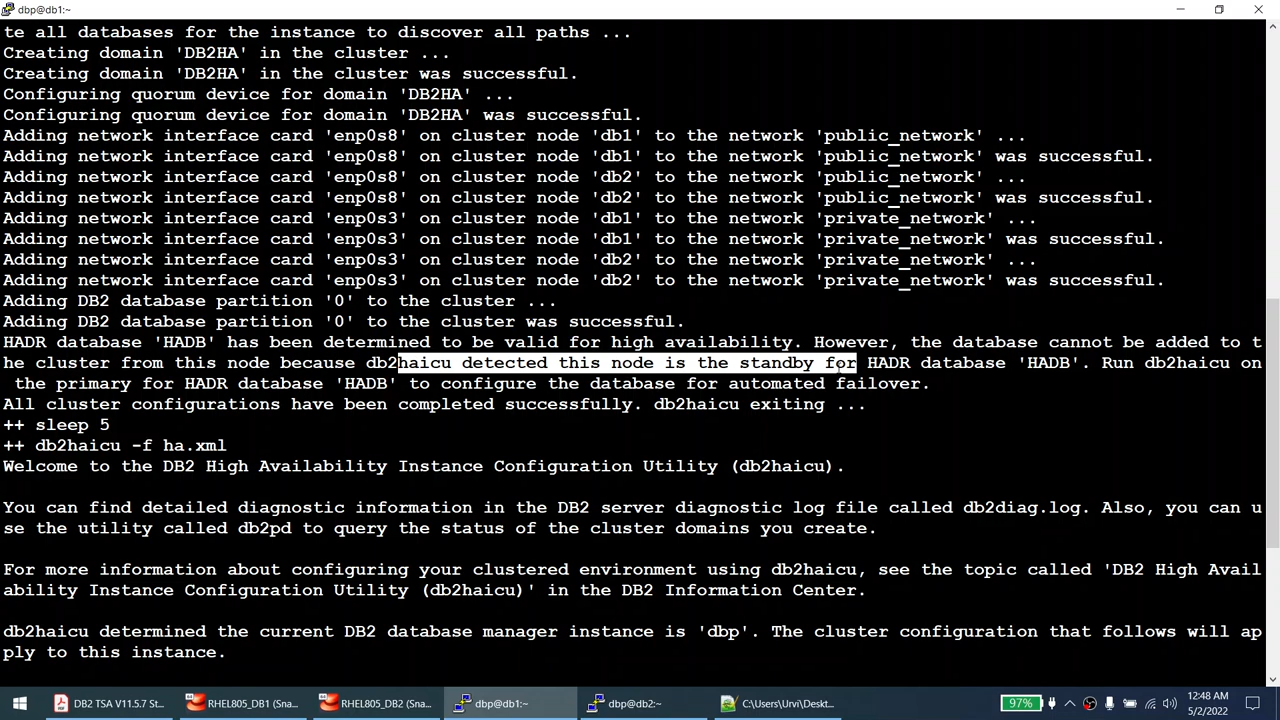 dbp@db1:~
te all databases for the instance to discover all paths ...
Creating domain 'DB2HA' in the cluster ...
Creating domain 'DB2HA' in the cluster was successful.
Configuring quorum device for domain 'DB2HA' ...
Configuring quorum device for domain 'DB2HA' was successful.
Adding network interface card 'enp0s8' on cluster node 'db1' to the network 'public_network' ...
Adding network interface card 'enp0s8' on cluster node 'db1' to the network 'public_network' was successful.
Adding network interface card 'enp0s8' on cluster node 'db2' to the network 'public_network' ...
Adding network interface card 'enp0s8' on cluster node 'db2' to the network 'public_network' was successful.
Adding network interface card 'enp0s3' on cluster node 'db1' to the network 'private_network' ...
Adding network interface card 'enp0s3' on cluster node 'db1' to the network 'private_network' was successful.
Adding network interface card 'enp0s3' on cluster node 'db2' to the network 'private_network' ...
Adding network interface card 'enp0s3' on cluster node 'db2' to the network 'private_network' was successful.
Adding DB2 database partition '0' to the cluster ...
Adding DB2 database partition '0' to the cluster was successful.
HADR database 'HADB' has been determined to be valid for high availability. However, the database cannot be added to t
he cluster from this node because db2haicu detected this node is the standby for HADR database 'HADB'. Run db2haicu on
the primary for HADR database 'HADB' to configure the database for automated failover.
All cluster configurations have been completed successfully. db2haicu exiting ...
++ sleep 5
++ db2haicu -f ha.xml
Welcome to the DB2 High Availability Instance Configuration Utility (db2haicu).
You can find detailed diagnostic information in the DB2 server diagnostic log file called db2diag.log. Also, you can u
se the utility called db2pd to query the status of the cluster domains you create.
For more information about configuring your clustered environment using db2haicu, see the topic called 'DB2 High Avail
ability Instance Configuration Utility (db2haicu)' in the DB2 Information Center.
db2haicu determined the current DB2 database manager instance is 'dbp'. The cluster configuration that follows will ap
ply to this instance.
DB2 TSA V11.5.7 St... RHEL805_DB1 (Sna... RHEL805_DB2 (Sna... dbp@db1:~ dbp@db2:~ C:\Users\Urvi\Deskt... 97% 12:48 AM
5/2/2022